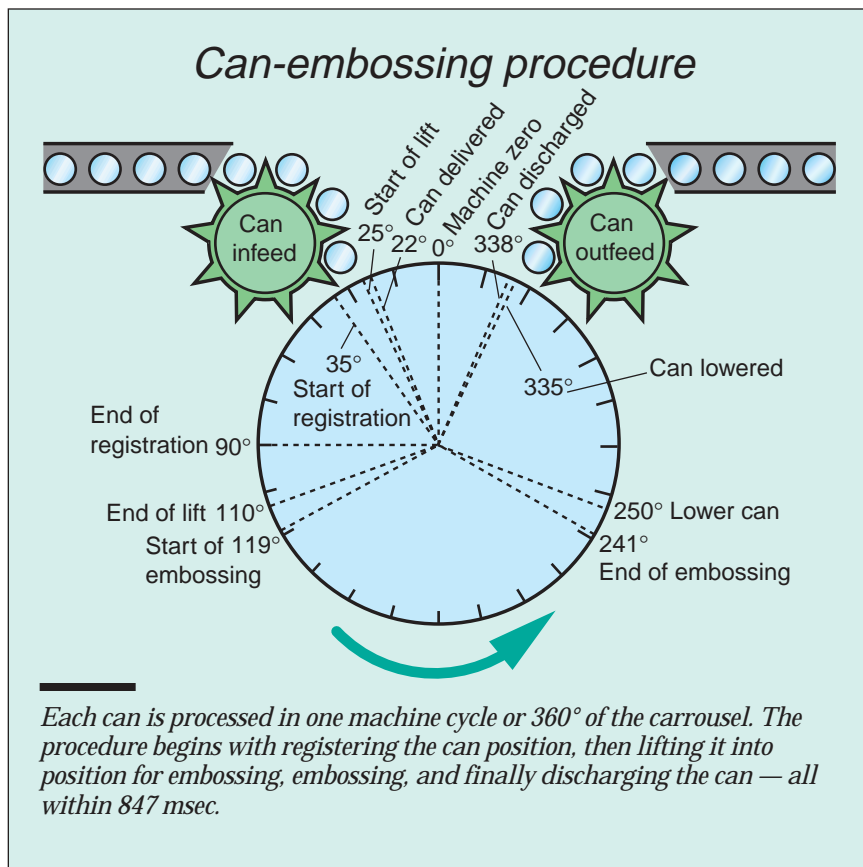 Can-embossing procedure
Can
infeed
Start of lift
25°
Can delivered
22°
Machine zero
0°
Can discharged
338°
Can
outfeed
35°
Start of
registration
335°
Can lowered
End of
registration 90°
End of lift 110°
Start of 119°
embossing
250° Lower can
241°
End of embossing
Each can is processed in one machine cycle or 360° of the carrousel. The
procedure begins with registering the can position, then lifting it into
position for embossing, embossing, and finally discharging the can — all
within 847 msec.